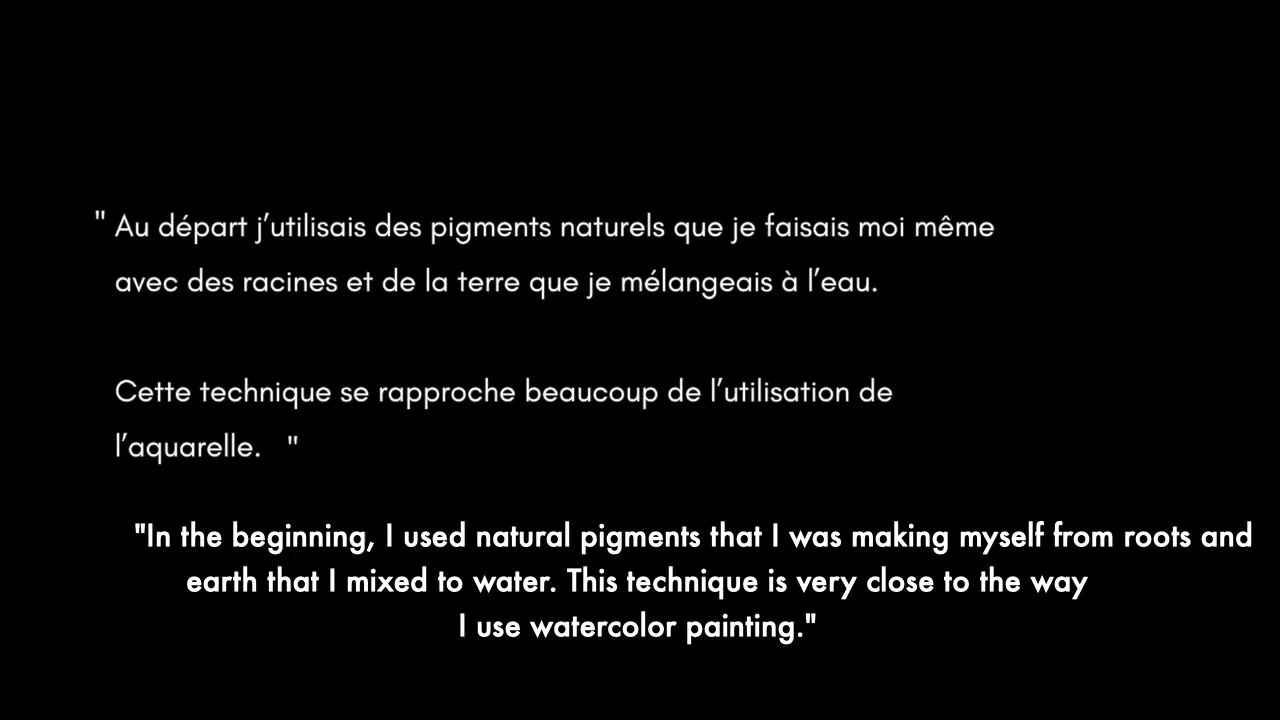 " Au départ j’utilisais des pigments naturels que je faisais moi même
avec des racines et de la terre que je mélangeais à l’eau.
Cette technique se rapproche beaucoup de l’utilisation de
l’aquarelle. "
"In the beginning, I used natural pigments that I was making myself from roots and
earth that I mixed to water. This technique is very close to the way
I use watercolor painting."